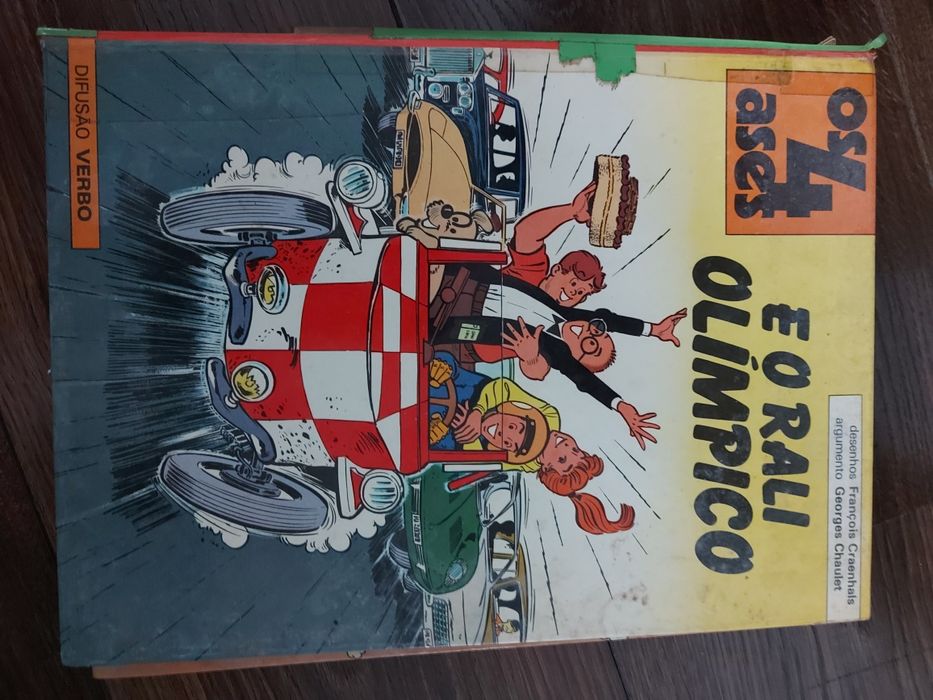 os
4
ases
E O RALI
OLÍMPICO
desenhos François Craenhals
argumento Georges Chaulet
DIFUSÃO VERBO